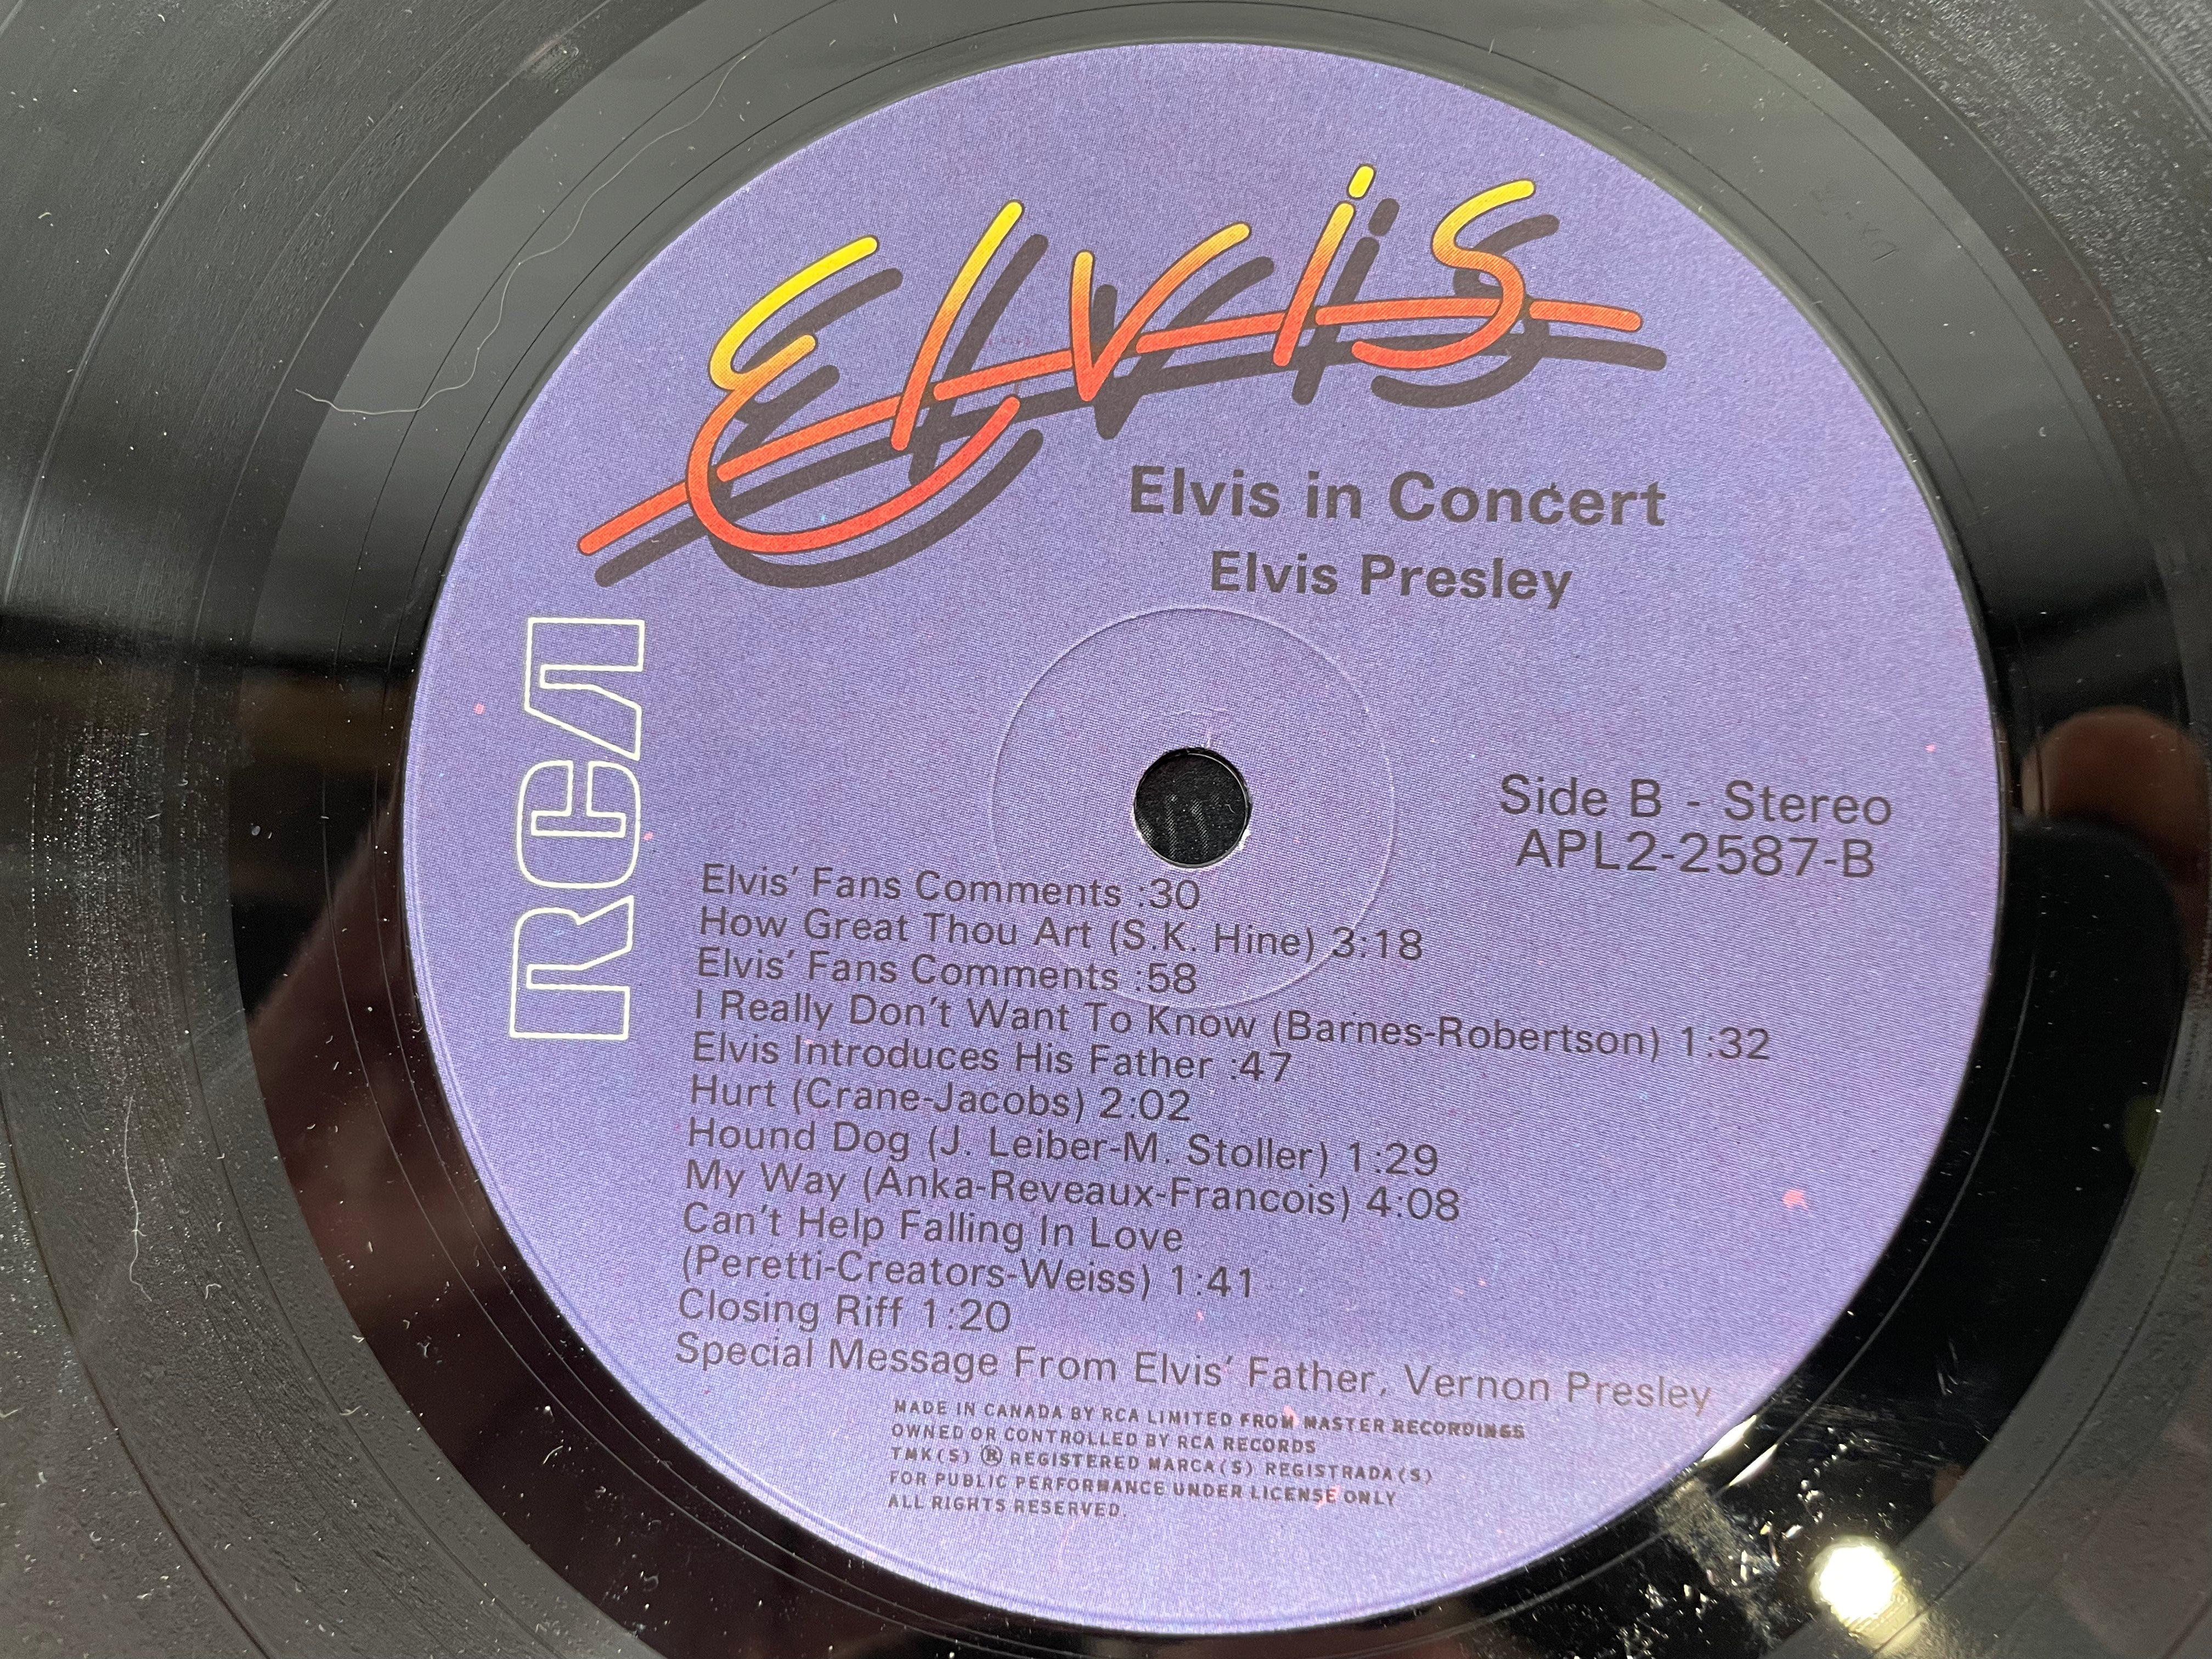 Elvis
Elvis in Concert
Elvis Presley
RCA
Side B - Stereo
APL2-2587-B
Elvis' Fans Comments :30
How Great Thou Art (S.K. Hine) 3:18
Elvis' Fans Comments :58
I Really Don't Want To Know (Barnes-Robertson) 1:32
Elvis Introduces His Father :47
Hurt (Crane-Jacobs) 2:02
Hound Dog (J. Leiber-M. Stoller) 1:29
My Way (Anka-Reveaux-Francois) 4:08
Can't Help Falling In Love
(Peretti-Creators-Weiss) 1:41
Closing Riff 1:20
Special Message From Elvis' Father, Vernon Presley
MADE IN CANADA BY RCA LIMITED FROM MASTER RECORDINGS
OWNED OR CONTROLLED BY RCA RECORDS
TMK(S) ® REGISTERED MARCA(S) REGISTRADA(S)
FOR PUBLIC PERFORMANCE UNDER LICENSE ONLY
ALL RIGHTS RESERVED.